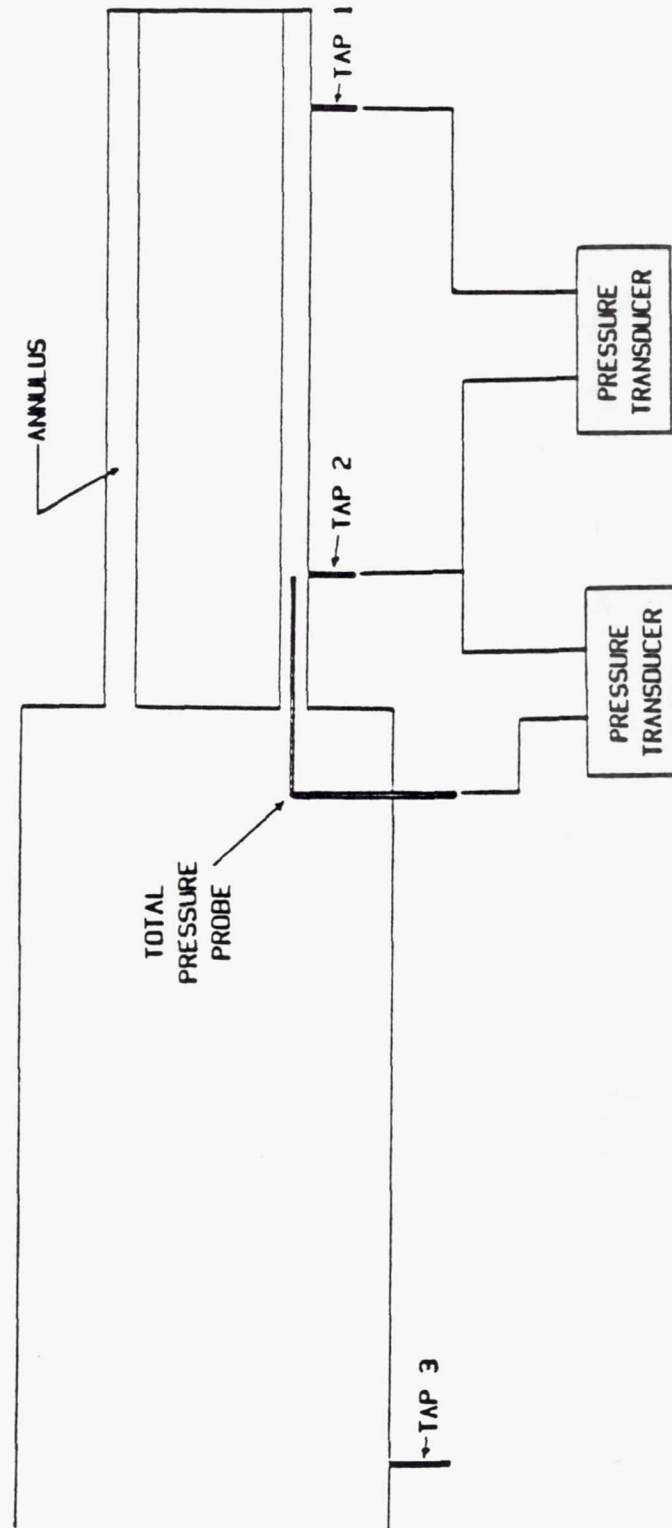 ANNULUS
TAP 1
TAP 2
TOTAL
PRESSURE
PROBE
TAP 3
PRESSURE
TRANSDUCER
PRESSURE
TRANSDUCER